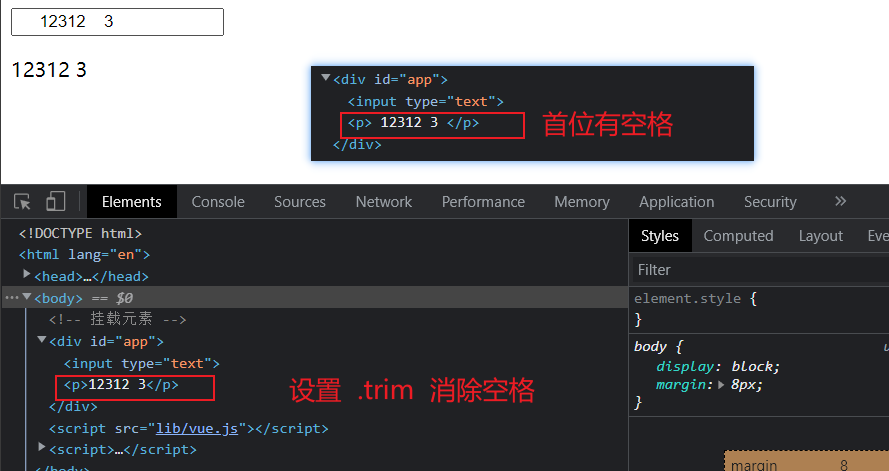 12312    3
12312 3
<div id="app">
<input type="text">
<p> 12312 3 </p>
</div>
首位有空格
Elements Console Sources Network Performance Memory Application Security »
<!DOCTYPE html>
<html lang="en">
<head>…</head>
<body> == $0
<!-- 挂载元素 -->
<div id="app">
<input type="text">
<p>12312 3</p>
</div>
<script src="lib/vue.js"></script>
<script>…</script>
</body>
设置 .trim 消除空格
Styles Computed Layout Eve
Filter
element.style {
}
body {
display: block;
margin: 8px;
}
margin 8